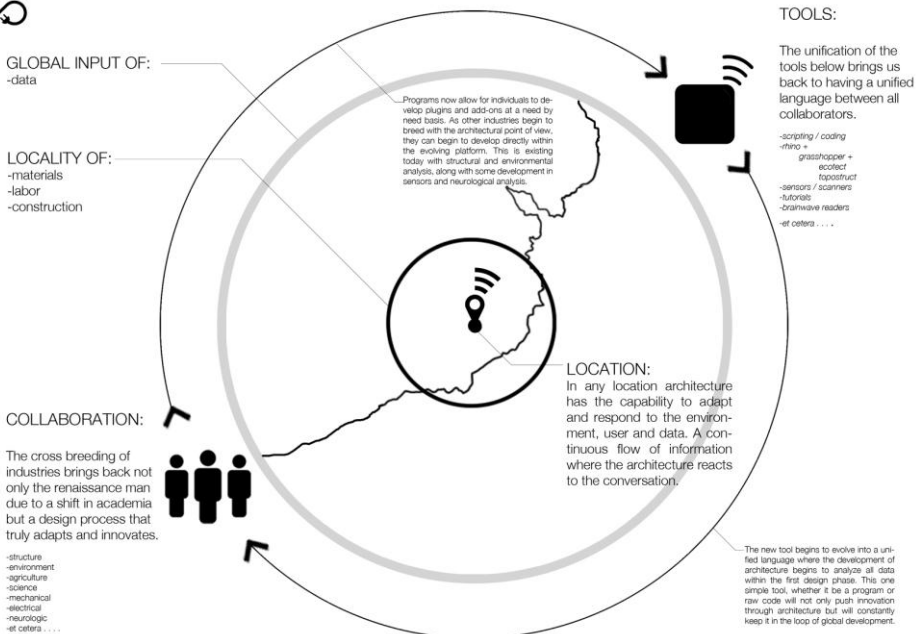 GLOBAL INPUT OF:
-data
LOCALITY OF:
-materials
-labor
-construction
Programs now allow for individuals to de-
velop plugins and add-ons at a need by
need basis. As other industries begin to
breed with the architectural point of view,
they can begin to develop directly within
the evolving platform. This is existing
today with structural and environmental
analysis, along with some development in
sensors and neurological analysis.
TOOLS:
The unification of the
tools below brings us
back to having a unified
language between all
collaborators.
-scripting / coding
-rhino +
grasshopper +
ecotect
topostruct
-sensors / scanners
-tutorials
-brainwave readers
-et cetera . . . .
LOCATION:
In any location architecture
has the capability to adapt
and respond to the environ-
ment, user and data. A con-
tinuous flow of information
where the architecture reacts
to the conversation.
COLLABORATION:
The cross breeding of
industries brings back not
only the renaissance man
due to a shift in academia
but a design process that
truly adapts and innovates.
-structure
-environment
-agriculture
-science
-mechanical
-electrical
-neurologic
-et cetera . . . .
The new tool begins to evolve into a uni-
fied language where the development of
architecture begins to analyze all data
within the first design phase. This one
simple tool, whether it be a program or
raw code will not only push innovation
through architecture but will constantly
keep it in the loop of global development.